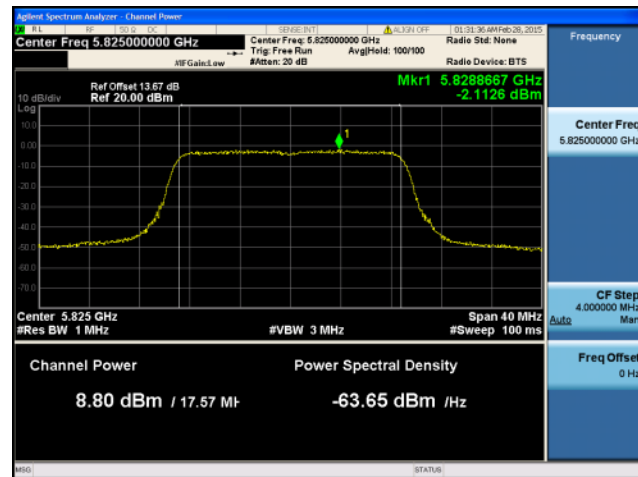 Agilent Spectrum Analyzer - Channel Power
RL RF 50 Ω DC SENSE:INT ALIGN OFF 01:31:36 AM Feb 28, 2015
Center Freq 5.825000000 GHz
Center Freq: 5.825000000 GHz
Radio Std: None
Trig: Free Run Avg|Hold: 100/100
#IFGain:Low #Atten: 20 dB Radio Device: BTS
Ref Offset 13.67 dB
Mkr1 5.8288667 GHz
10 dB/div Ref 20.00 dBm
-2.1126 dBm
Log
10.0
1
0.00
-10.0
-20.0
-30.0
-40.0
-50.0
-60.0
-70.0
Center 5.825 GHz Span 40 MHz
#Res BW 1 MHz #VBW 3 MHz #Sweep 100 ms
Channel Power Power Spectral Density
8.80 dBm / 17.57 MH -63.65 dBm /Hz
MSG STATUS
Frequency
Center Freq
5.825000000 GHz
CF Step
4.000000 MHz
Auto Man
Freq Offset
0 Hz